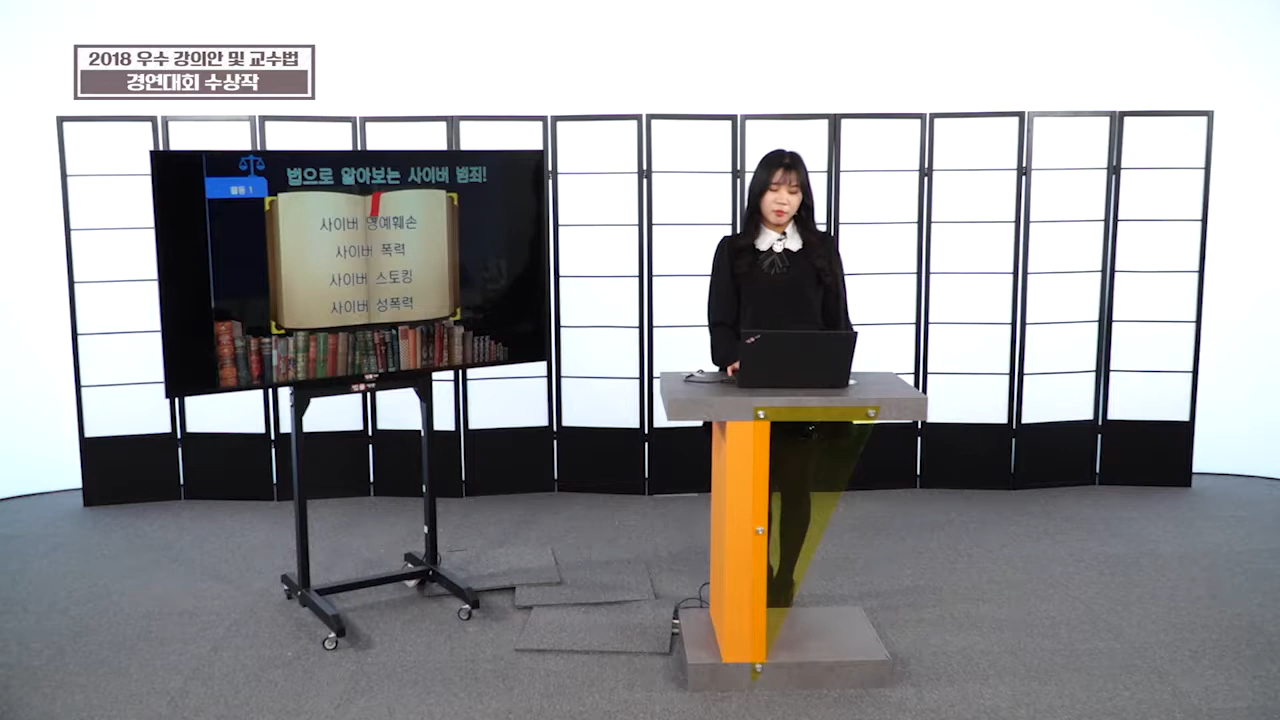 2018 우수 강의안 및 교수법
경연대회 수상작
법으로 알아보는 사이버 범죄!
활동 1
사이버 명예훼손
사이버 폭력
사이버 스토킹
사이버 성폭력